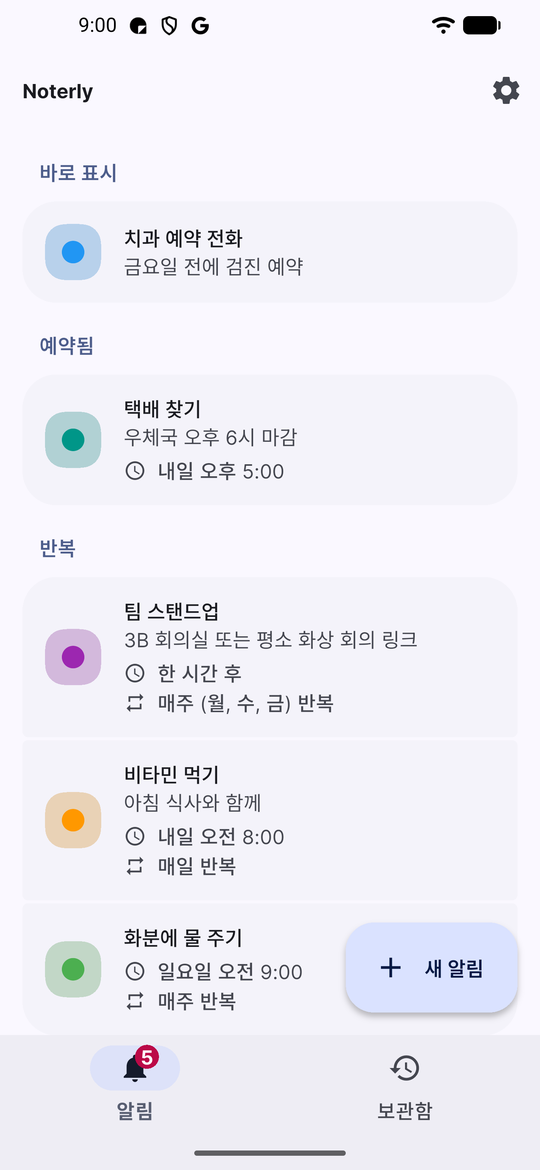 9:00
Noterly
바로 표시
치과 예약 전화
금요일 전에 검진 예약
예약됨
택배 찾기
우체국 오후 6시 마감
내일 오후 5:00
반복
팀 스탠드업
3B 회의실 또는 평소 화상 회의 링크
한 시간 후
매주 (월, 수, 금) 반복
비타민 먹기
아침 식사와 함께
내일 오전 8:00
매일 반복
화분에 물 주기
일요일 오전 9:00
매주 반복
새 알림
5
알림
보관함